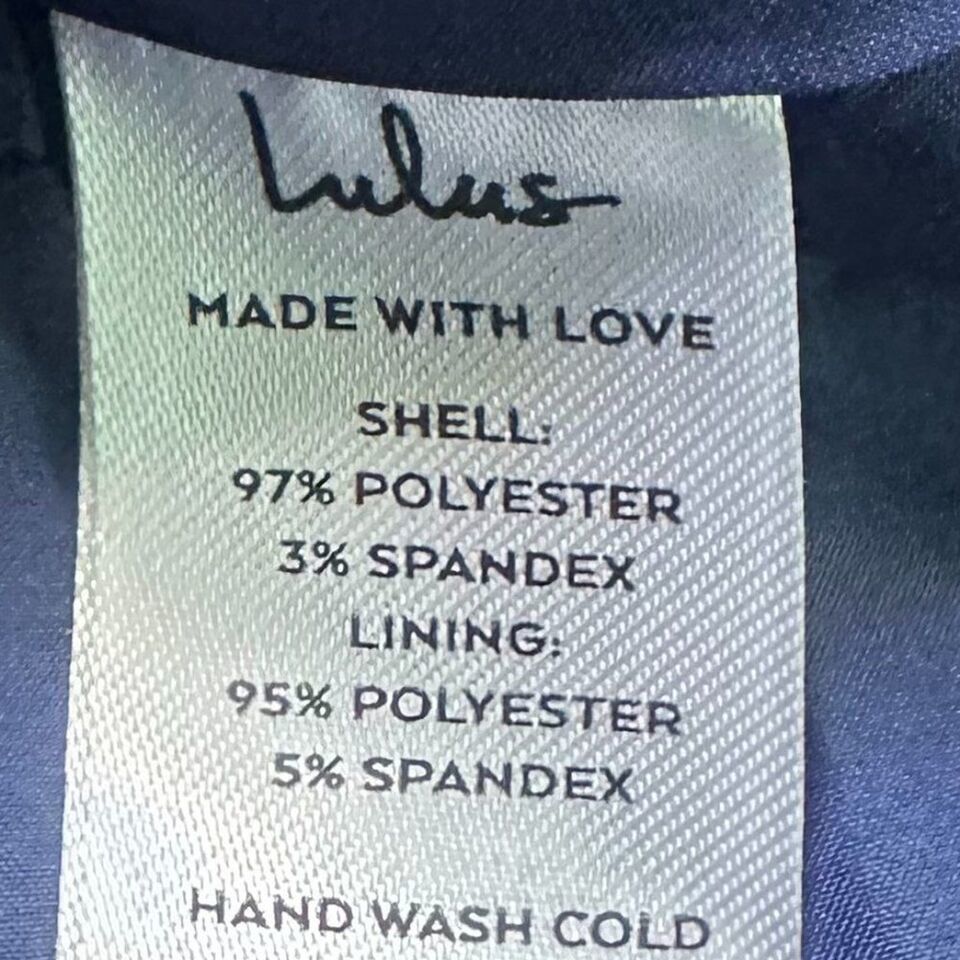 Lulus
MADE WITH LOVE
SHELL:
97% POLYESTER
3% SPANDEX
LINING:
95% POLYESTER
5% SPANDEX
HAND WASH COLD